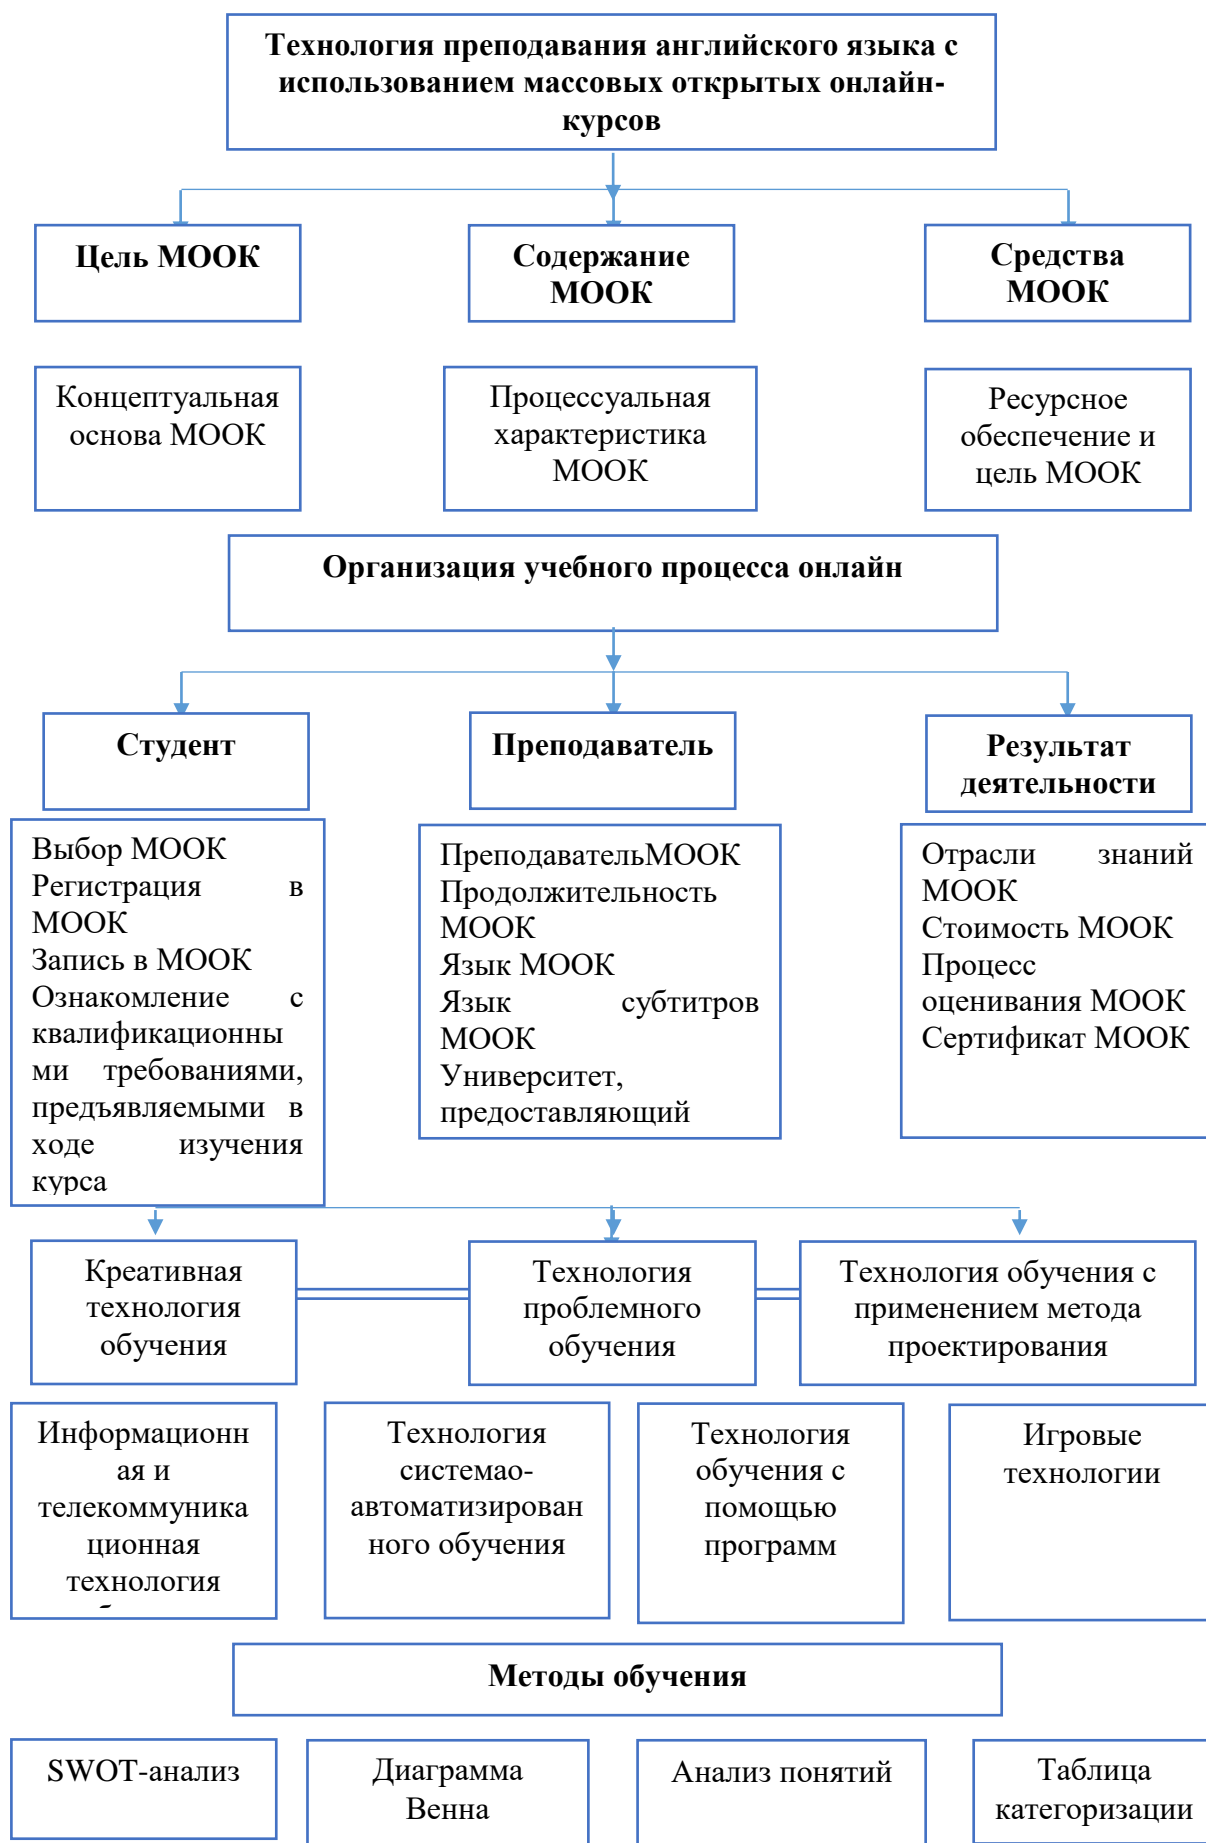 Технология преподавания английского языка с
использованием массовых открытых онлайн-
курсов
Цель МООК
Содержание
МООК
Средства
МООК
Концептуальная
основа МООК
Процессуальная
характеристика
МООК
Ресурсное
обеспечение и
цель МООК
Организация учебного процесса онлайн
Студент
Преподаватель
Результат
деятельности
Выбор МООК
Регистрация в
МООК
Запись в МООК
Ознакомление с
квалификационны
ми требованиями,
предъявляемыми в
ходе изучения
курса
ПреподавательМООК
Продолжительность
МООК
Язык МООК
Язык субтитров
МООК
Университет,
предоставляющий
Отрасли знаний
МООК
Стоимость МООК
Процесс
оценивания МООК
Сертификат МООК
Креативная
технология
обучения
Технология
проблемного
обучения
Технология обучения с
применением метода
проектирования
Информационн
ая и
телекоммуника
ционная
технология
Технология
системао-
автоматизирован
ного обучения
Технология
обучения с
помощью
программ
Игровые
технологии
Методы обучения
SWOT-анализ
Диаграмма
Венна
Анализ понятий
Таблица
категоризации